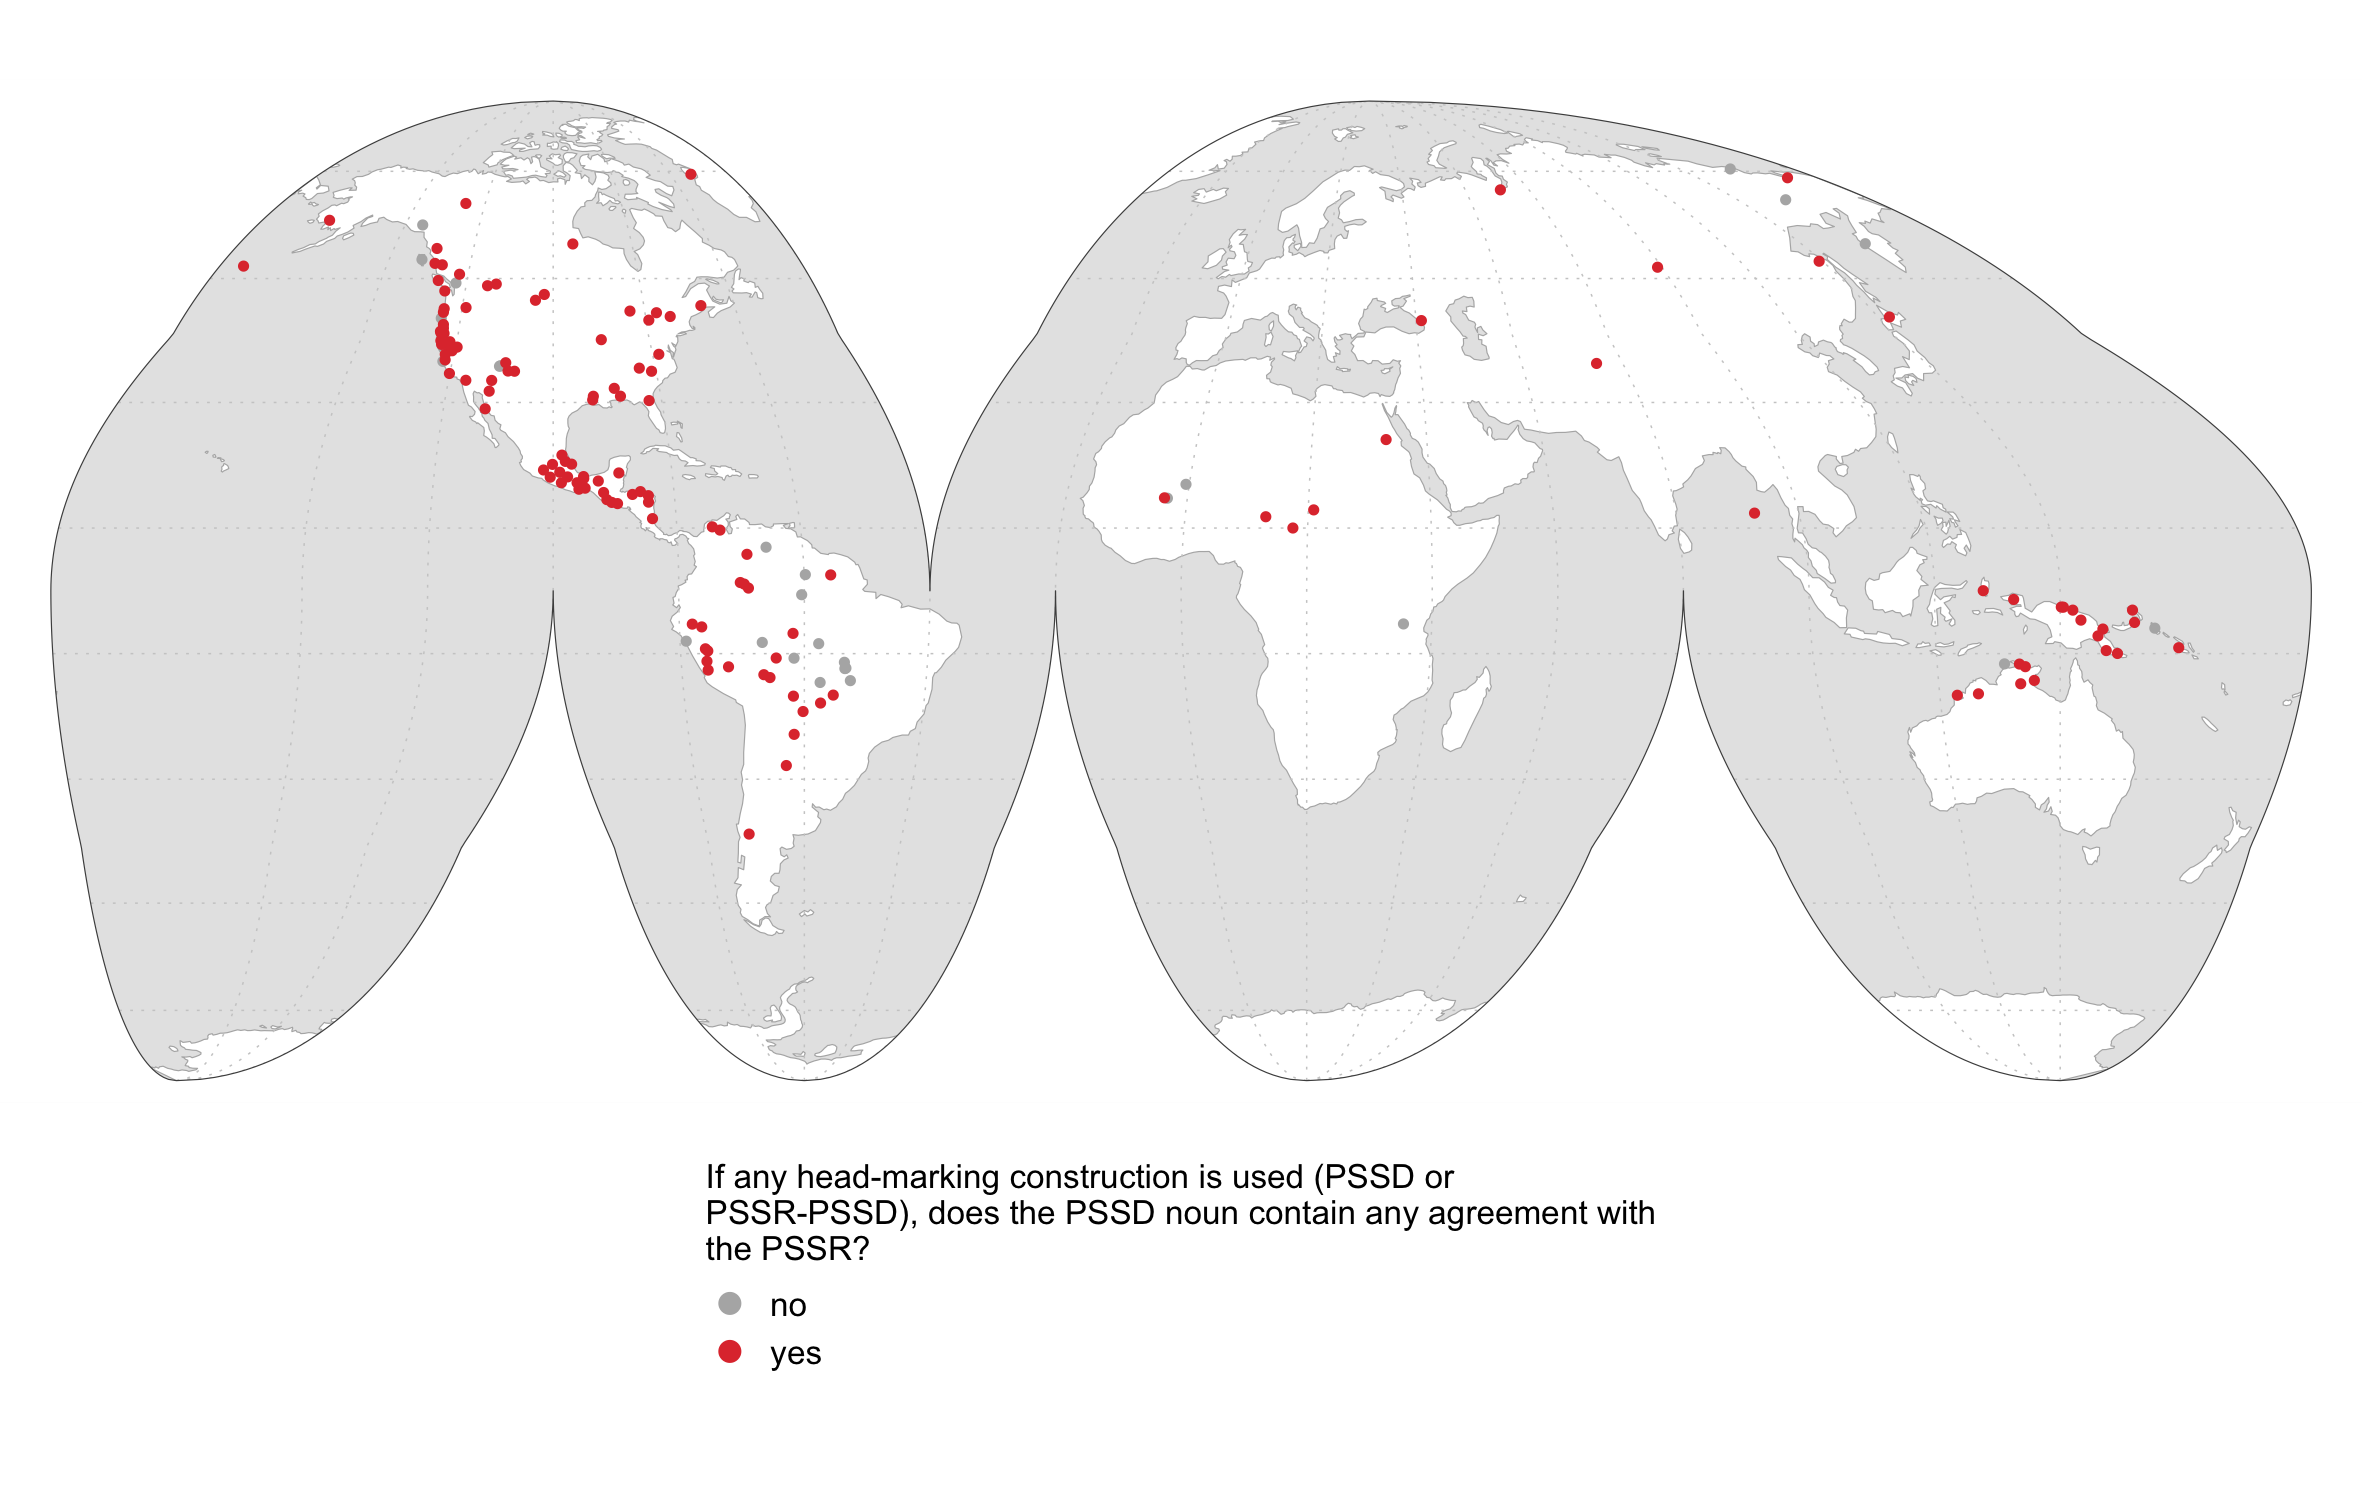 If any head-marking construction is used (PSSD or
PSSR-PSSD), does the PSSD noun contain any agreement with
the PSSR?
no
yes